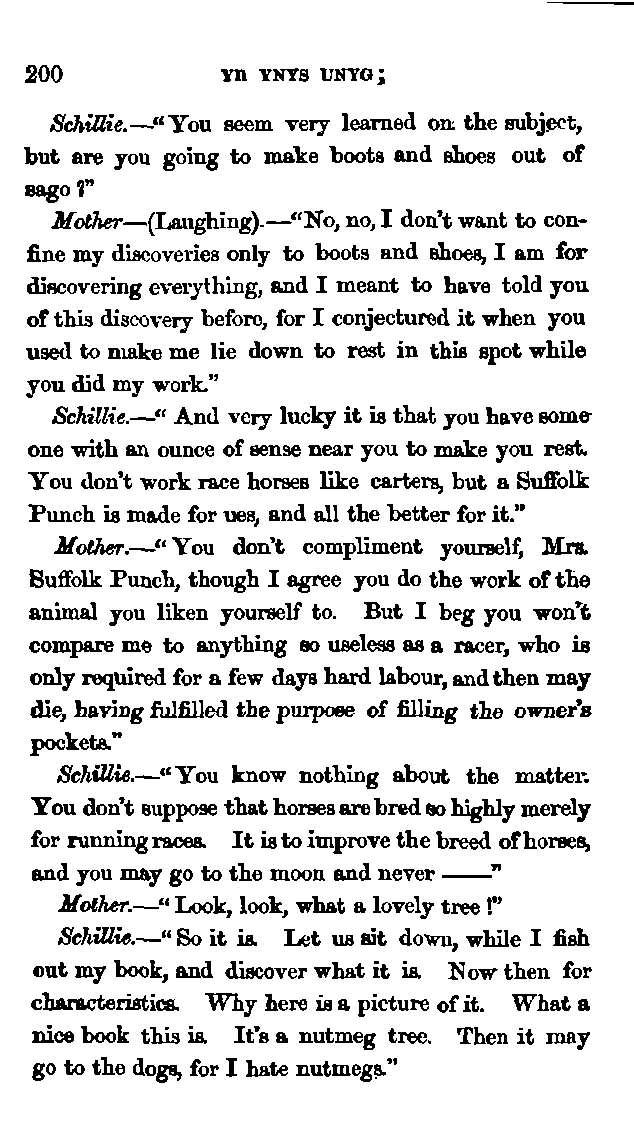 200 Yn YNYS UNYG;
Schillie.—"You seem very learned on the subject,
but are you going to make boots and shoes out of
sago?"
Mother—(Laughing).—"No, no, I don't want to con-
fine my discoveries only to boots and shoes, I am for
discovering everything, and I meant to have told you
of this discovery before, for I conjectured it when you
used to make me lie down to rest in this spot while
you did my work."
Schillie.—" And very lucky it is that you have some-
one with an ounce of sense near you to make you rest.
You don't work race horses like carters, but a Suffolk
Punch is made for ues, and all the better for it."
Mother.—"You don't compliment yourself, Mrs.
Suffolk Punch, though I agree you do the work of the
animal you liken yourself to. But I beg you won't
compare me to anything so useless as a racer, who is
only required for a few days hard labour, and then may
die, having fulfilled the purpose of filling the owner's
pockets."
Schillie.—"You know nothing about the matter.
You don't suppose that horses are bred so highly merely
for running races. It is to improve the breed of horses,
and you may go to the moon and never ——"
Mother.—"Look, look, what a lovely tree!"
Schillie.—"So it is. Let us sit down, while I fish
out my book, and discover what it is. Now then for
characteristics. Why here is a picture of it. What a
nice book this is. It's a nutmeg tree. Then it may
go to the dogs, for I hate nutmegs."